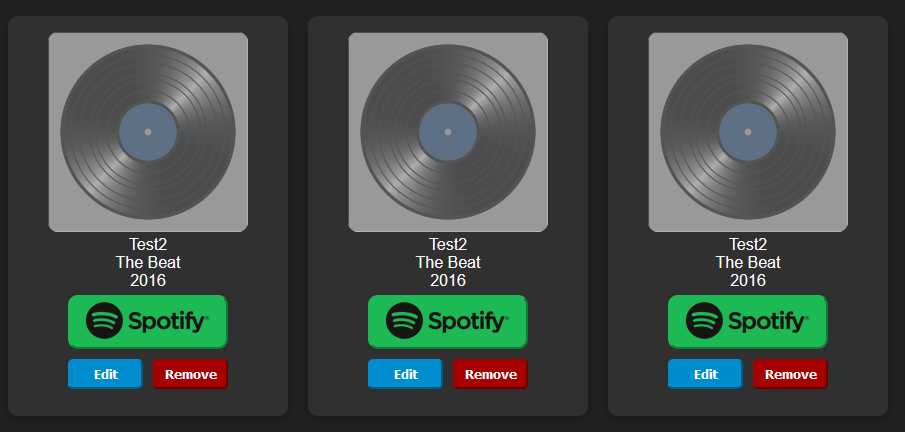 Test2
The Beat
2016
Spotify®
Edit Remove
Test2
The Beat
2016
Spotify®
Edit Remove
Test2
The Beat
2016
Spotify®
Edit Remove